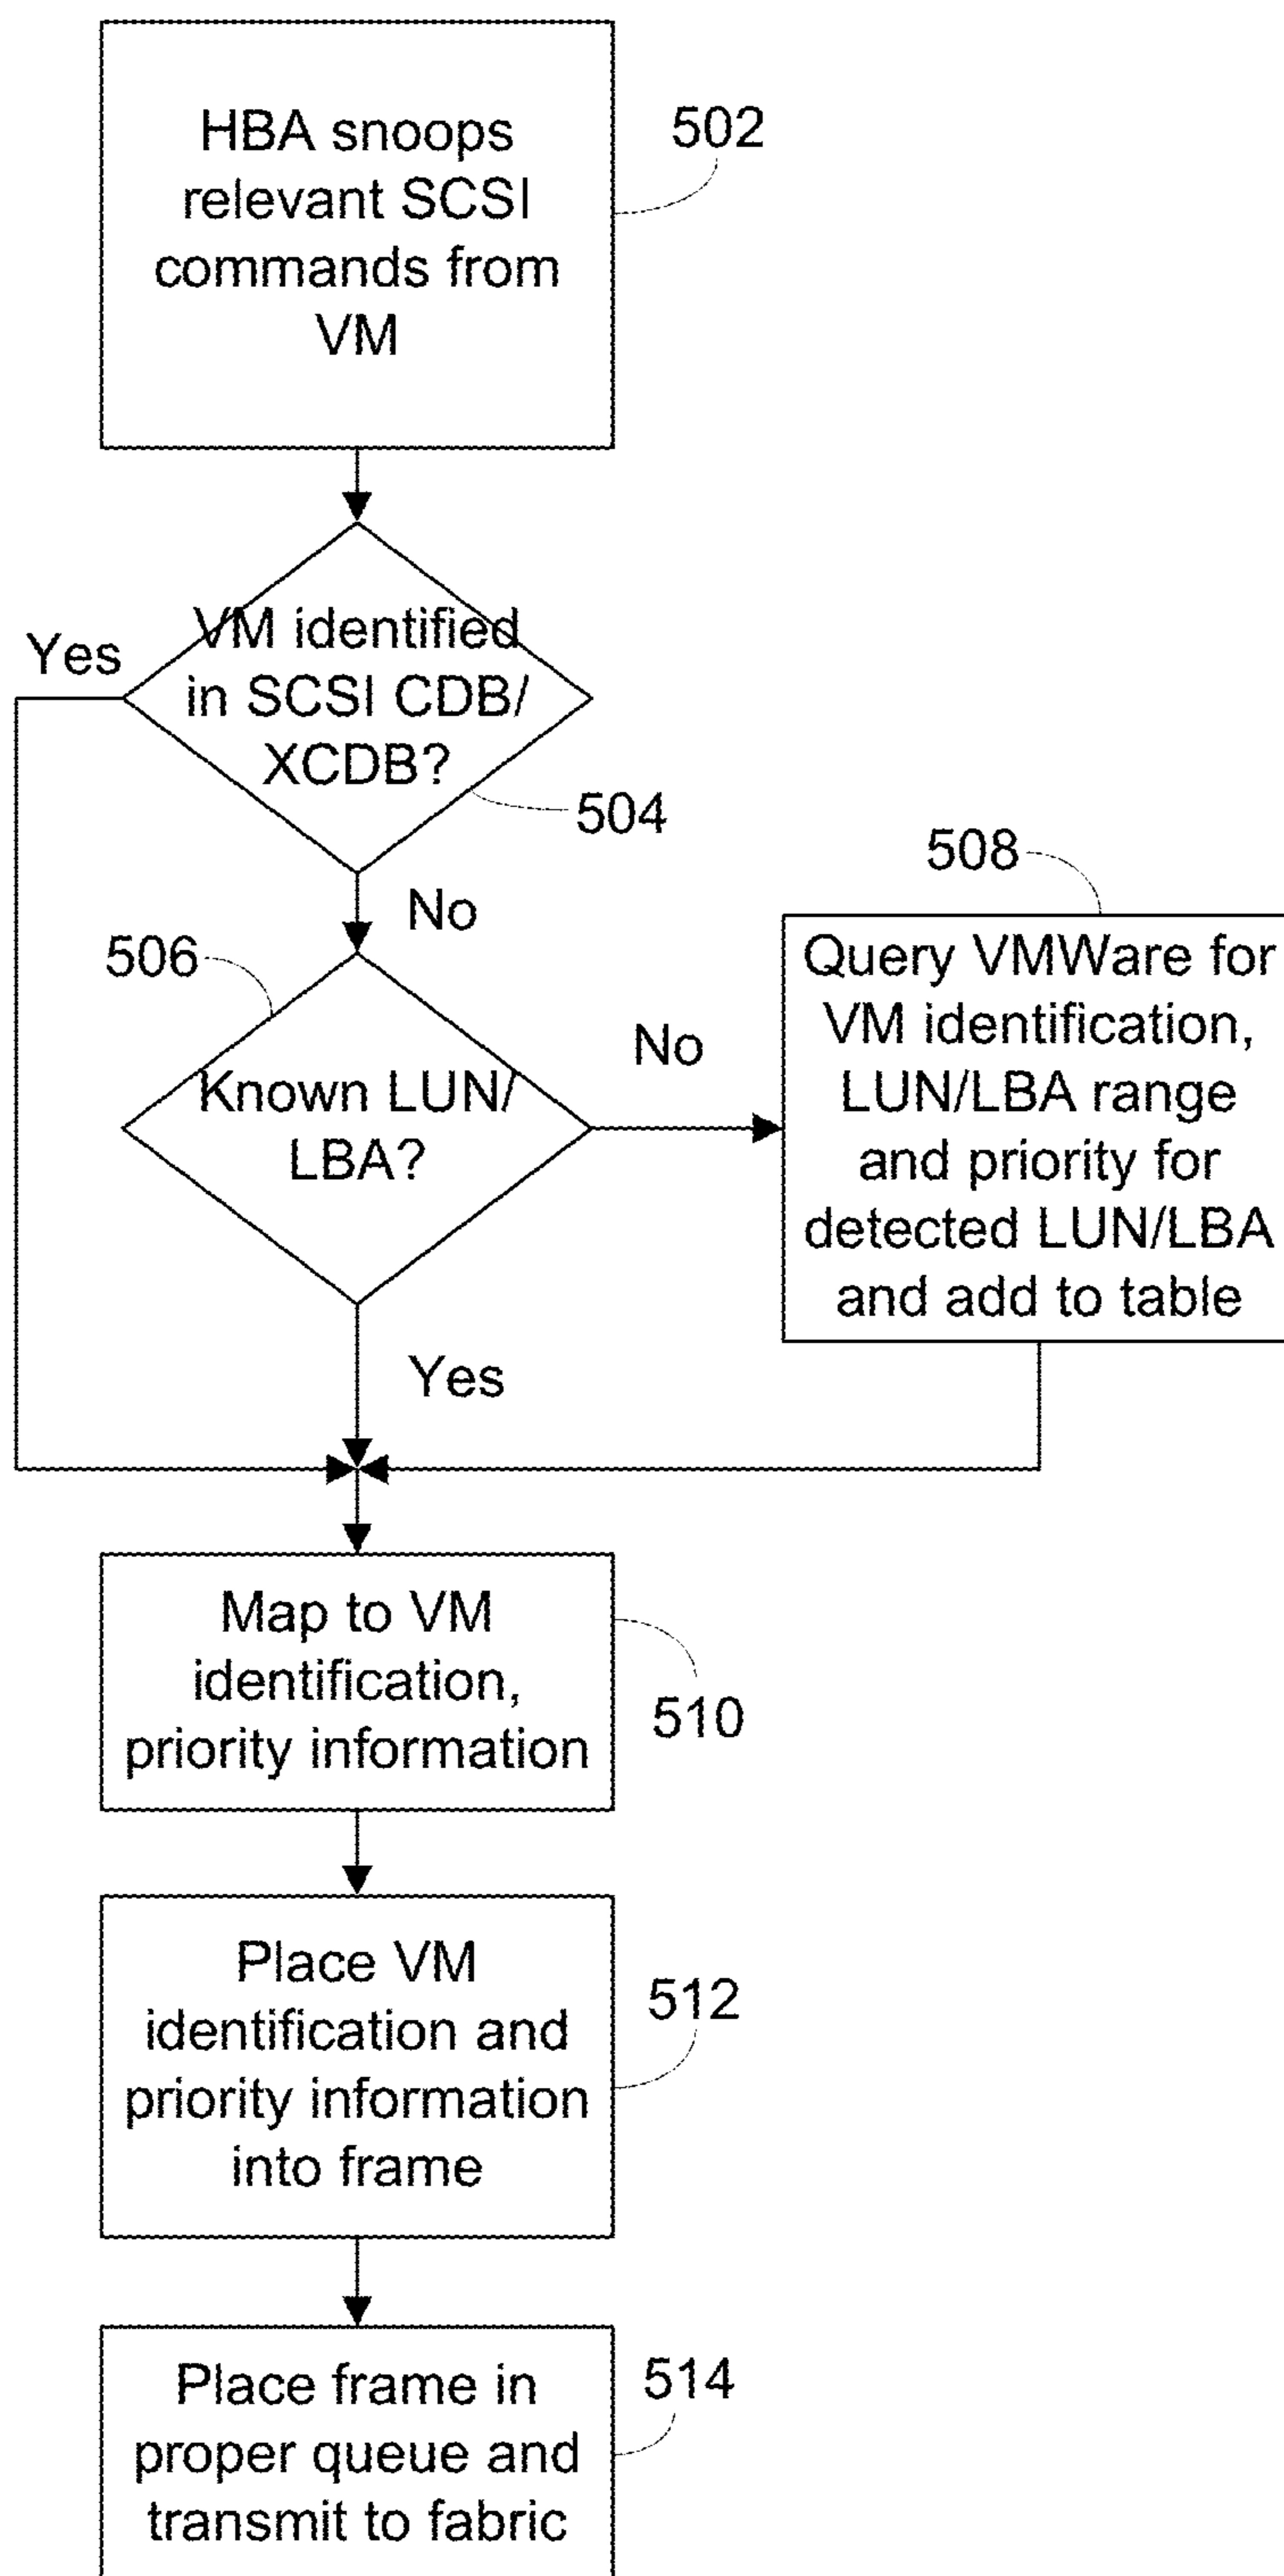 HBA snoops
relevant SCSI
commands from
VM
502
VM identified
in SCSI CDB/
XCDB?
Yes
504
No
506
Known LUN/
LBA?
No
Yes
508
Query VMWare for
VM identification,
LUN/LBA range
and priority for
detected LUN/LBA
and add to table
Map to VM
identification,
priority information
510
Place VM
identification and
priority information
into frame
512
Place frame in
proper queue and
transmit to fabric
514